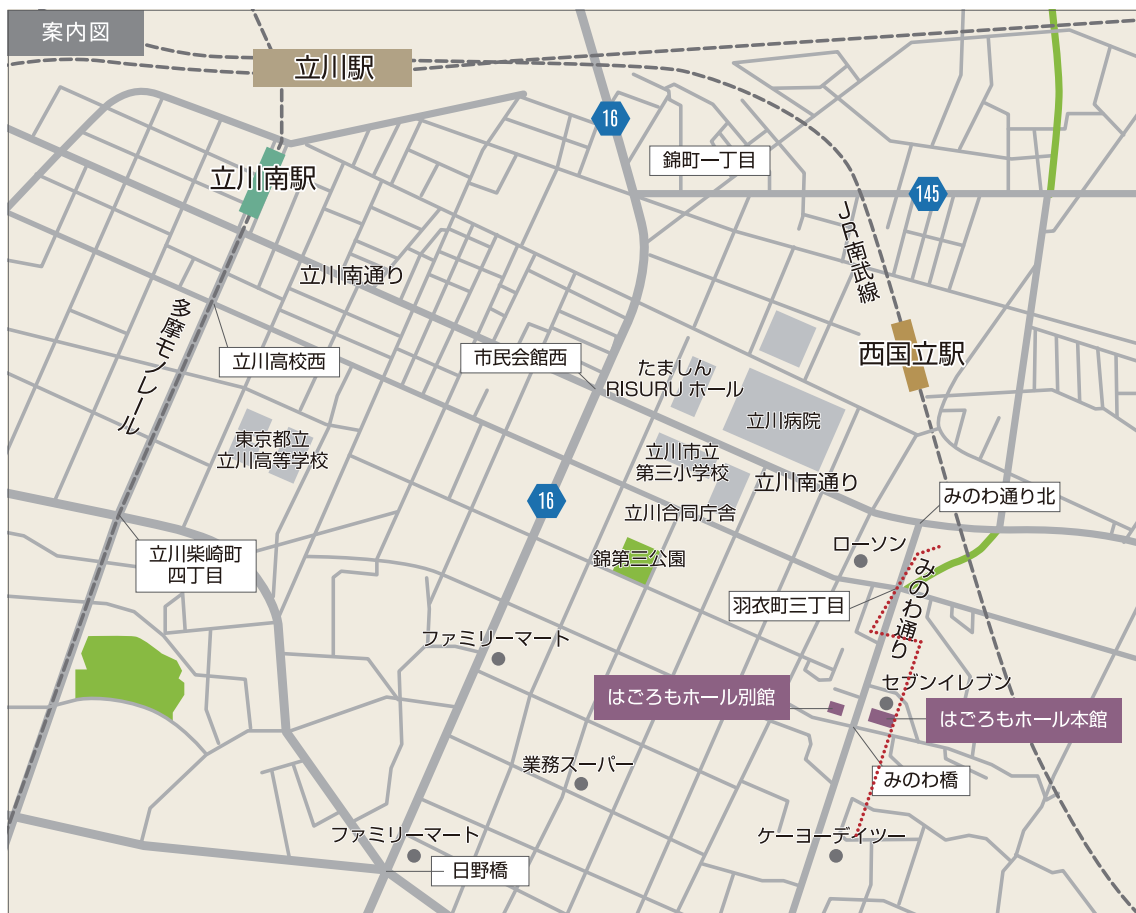 案内図
立川駅
16
錦町一丁目
立川南駅
145
JR南武線
立川南通り
多摩モノレール
西国立駅
立川高校西
市民会館西
たましん
RISURU ホール
立川病院
東京都立
立川高等学校
立川市立
第三小学校
立川南通り
16
みのわ通り北
立川合同庁舎
ローソン
立川柴崎町
四丁目
錦第三公園
みのわ通り
羽衣町三丁目
ファミリーマート
セブンイレブン
はごろもホール別館
はごろもホール本館
業務スーパー
みのわ橋
ファミリーマート
ケーヨーデイツー
日野橋